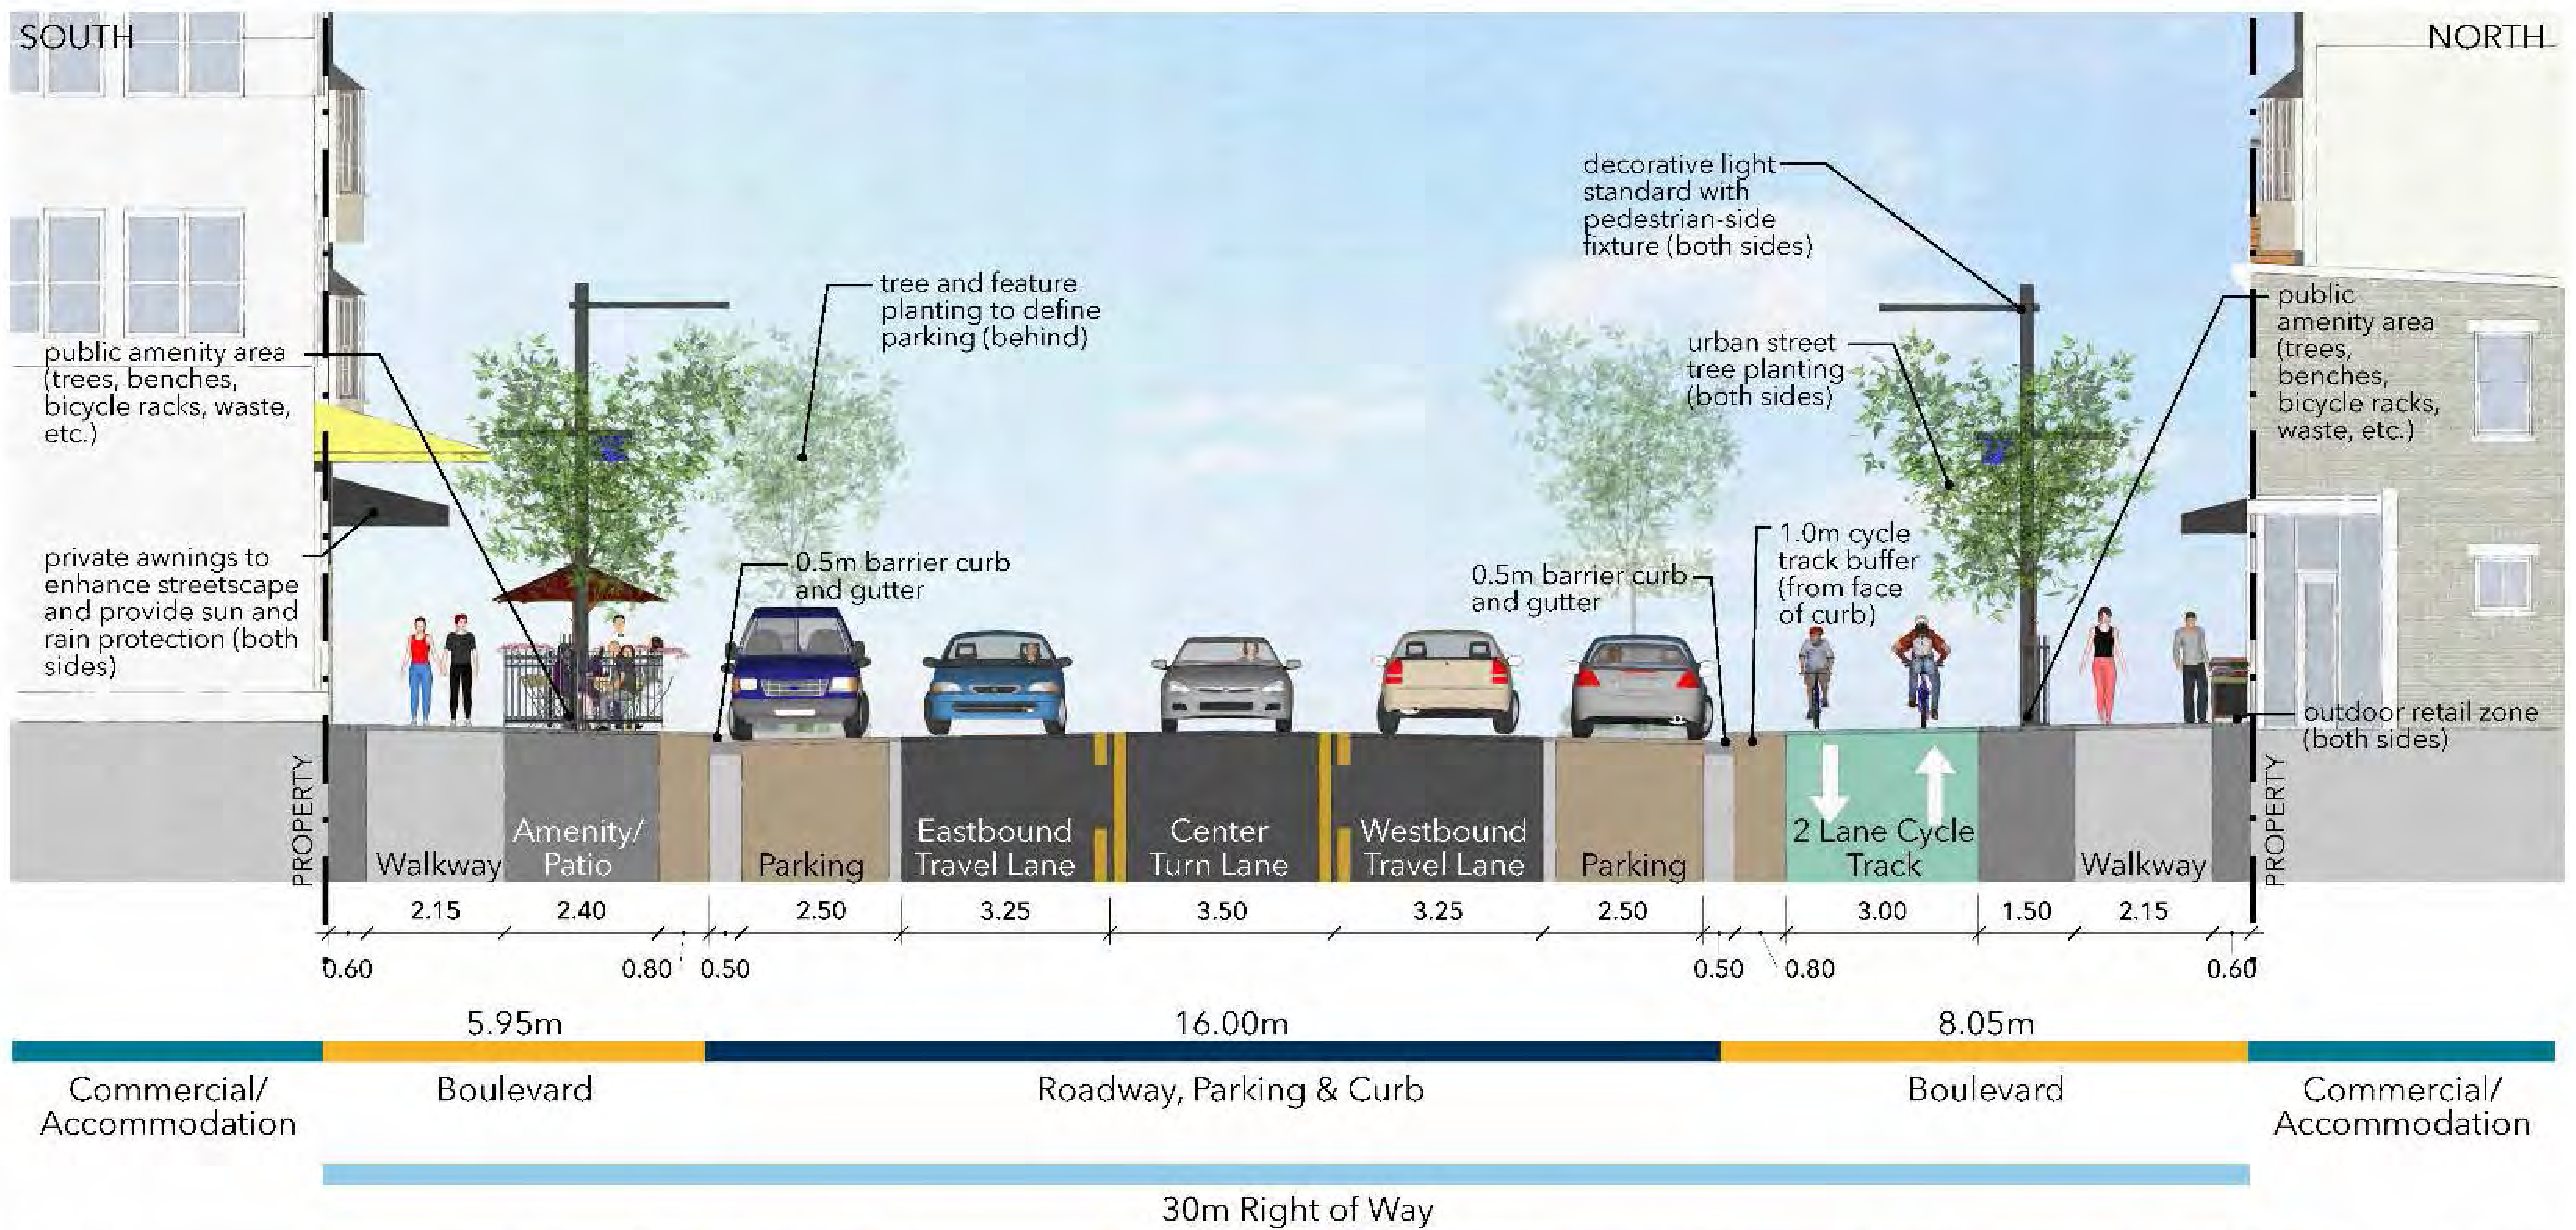 SOUTH
NORTH
decorative light
standard with
pedestrian-side
fixture (both sides)
tree and feature
planting to define
parking (behind)
public
amenity area
(trees,
benches,
bicycle racks,
waste, etc.)
urban street
tree planting
(both sides)
public amenity area
(trees, benches,
bicycle racks, waste,
etc.)
1.0m cycle
track buffer
(from face
of curb)
private awnings to
enhance streetscape
and provide sun and
rain protection (both
sides)
0.5m barrier curb
and gutter
0.5m barrier curb
and gutter
outdoor retail zone
(both sides)
PROPERTY
Walkway
Amenity/
Patio
Parking
Eastbound
Travel Lane
Center
Turn Lane
Westbound
Travel Lane
Parking
2 Lane Cycle
Track
Walkway
PROPERTY
2.15 2.40 2.50 3.25 3.50 3.25 2.50 3.00 1.50 2.15
0.60 0.80 0.50 0.50 0.80 0.60
5.95m 16.00m 8.05m
Commercial/
Accommodation
Boulevard
Roadway, Parking & Curb
Boulevard
Commercial/
Accommodation
30m Right of Way